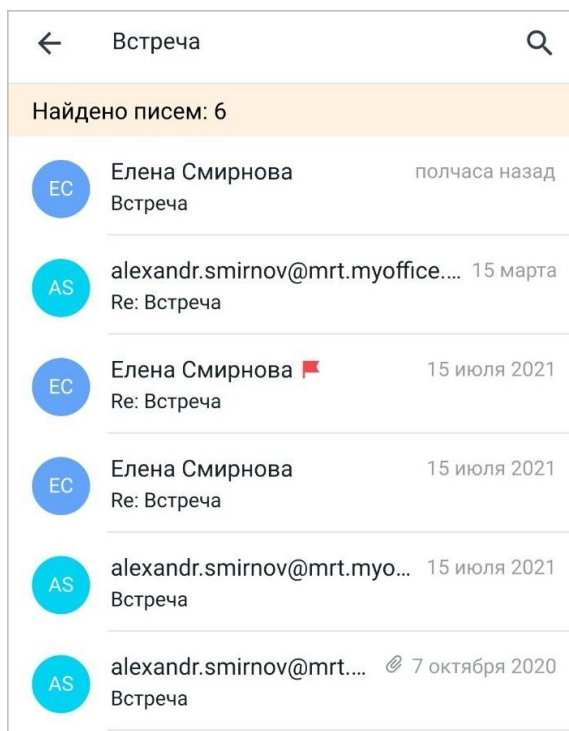 Встреча
Найдено писем: 6
ЕС
Елена Смирнова
полчаса назад
Встреча
AS
alexandr.smirnov@mrt.myoffice....
15 марта
Re: Встреча
ЕС
Елена Смирнова
15 июля 2021
Re: Встреча
ЕС
Елена Смирнова
15 июля 2021
Re: Встреча
AS
alexandr.smirnov@mrt.myo...
15 июля 2021
Встреча
AS
alexandr.smirnov@mrt....
7 октября 2020
Встреча